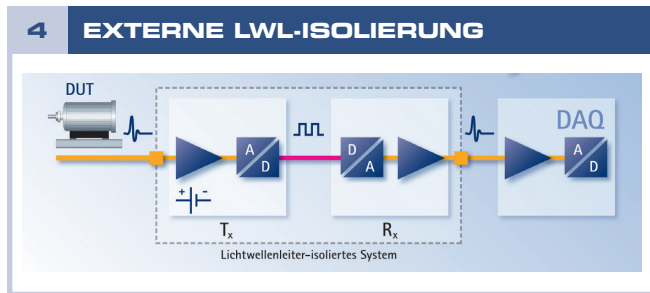 4 EXTERNE LWL-ISOLIERUNG
DUT
DAQ
A
D
D
A
A
D
+ -
Tx
Rx
Lichtwellenleiter-isoliertes System